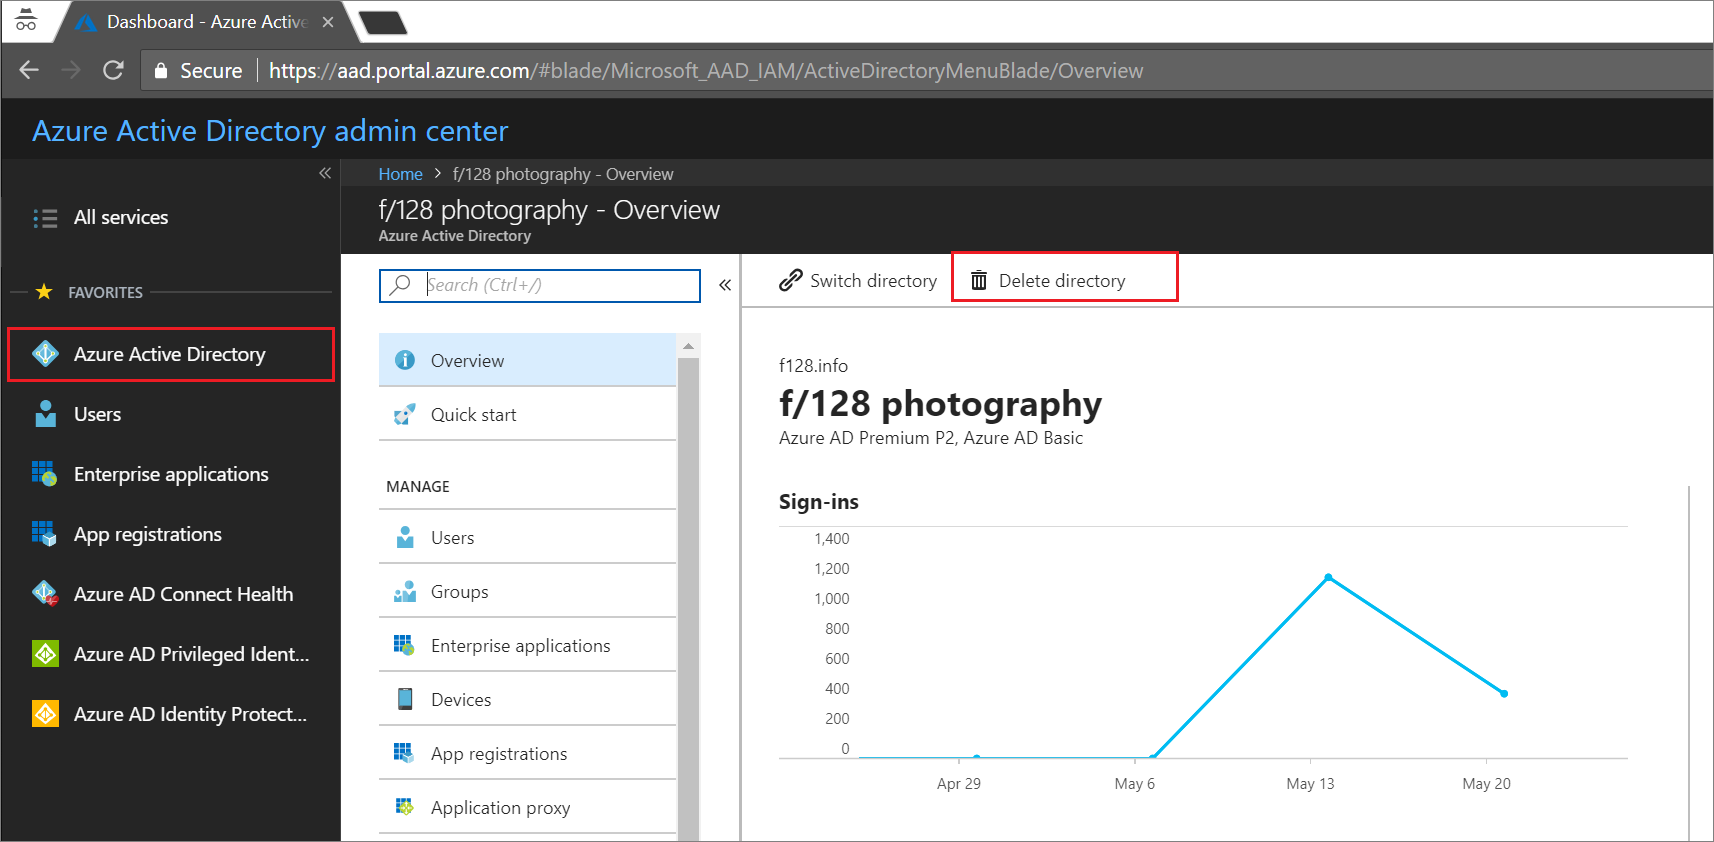 Dashboard - Azure Active
Secure https://aad.portal.azure.com/#blade/Microsoft_AAD_IAM/ActiveDirectoryMenuBlade/Overview
Azure Active Directory admin center
All services
FAVORITES
Azure Active Directory
Users
Enterprise applications
App registrations
Azure AD Connect Health
Azure AD Privileged Ident...
Azure AD Identity Protect...
Home > f/128 photography - Overview
f/128 photography - Overview
Azure Active Directory
Search (Ctrl+/)
Overview
Quick start
MANAGE
Users
Groups
Enterprise applications
Devices
App registrations
Application proxy
Switch directory
Delete directory
f128.info
f/128 photography
Azure AD Premium P2, Azure AD Basic
Sign-ins
1,400
1,200
1,000
800
600
400
200
0
Apr 29
May 6
May 13
May 20